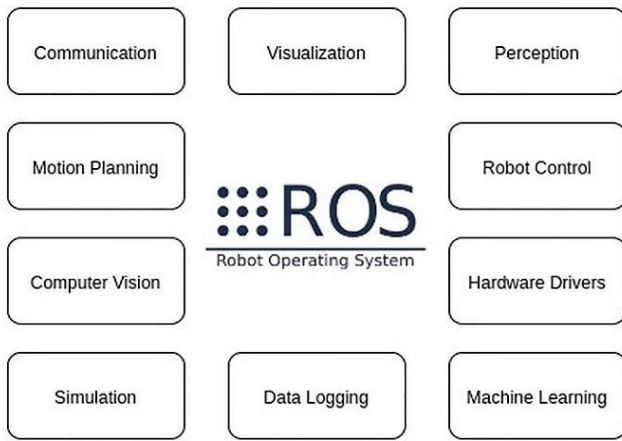 Communication
Visualization
Perception
Motion Planning
Robot Control
ROS
Robot Operating System
Computer Vision
Hardware Drivers
Simulation
Data Logging
Machine Learning